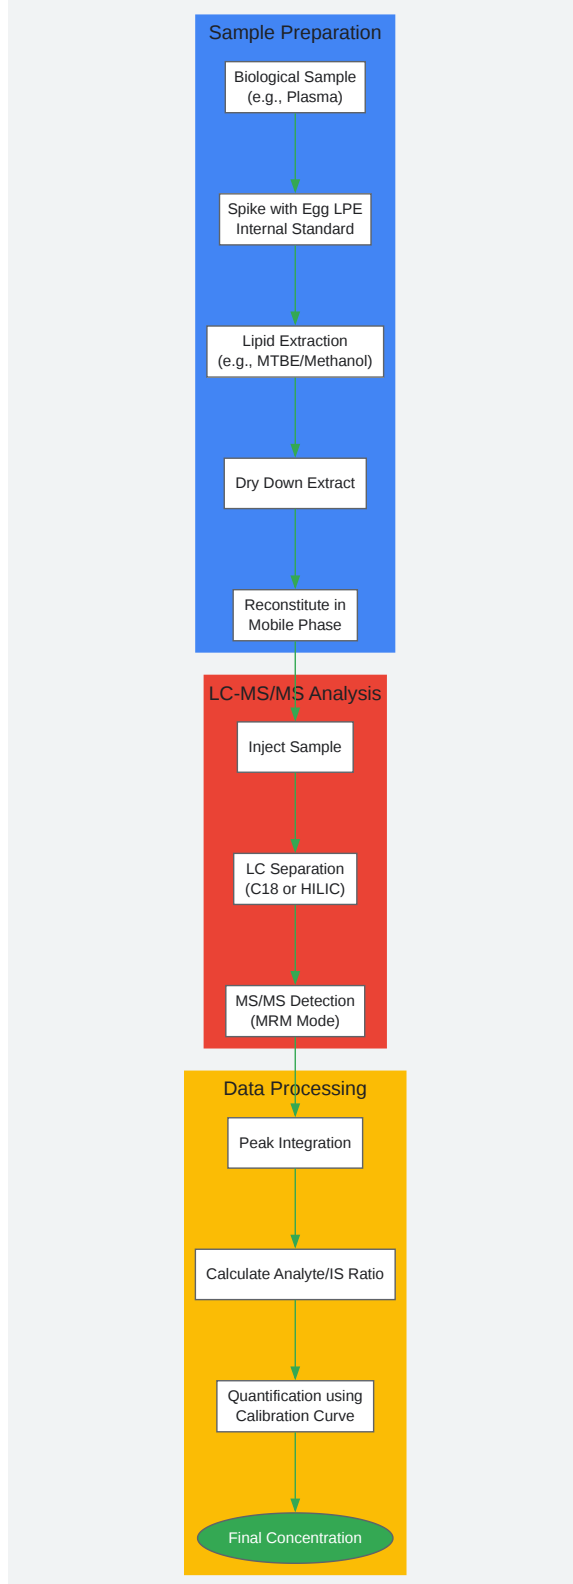 Sample Preparation
Biological Sample
(e.g., Plasma)
Spike with Egg LPE
Internal Standard
Lipid Extraction
(e.g., MTBE/Methanol)
Dry Down Extract
Reconstitute in
Mobile Phase
LC-MS/MS Analysis
Inject Sample
LC Separation
(C18 or HILIC)
MS/MS Detection
(MRM Mode)
Data Processing
Peak Integration
Calculate Analyte/IS Ratio
Quantification using
Calibration Curve
Final Concentration